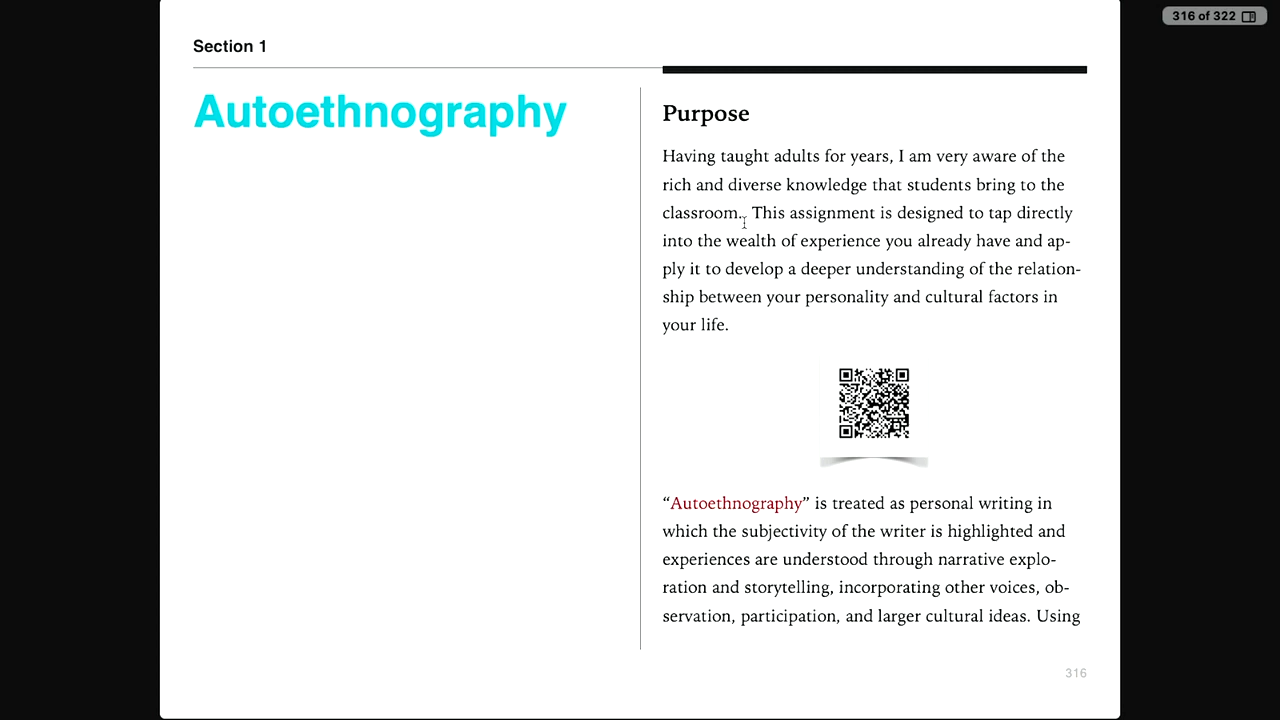 316 of 322
Section 1
Autoethnography
Purpose
Having taught adults for years, I am very aware of the
rich and diverse knowledge that students bring to the
classroom. This assignment is designed to tap directly
into the wealth of experience you already have and ap-
ply it to develop a deeper understanding of the relation-
ship between your personality and cultural factors in
your life.
“Autoethnography” is treated as personal writing in
which the subjectivity of the writer is highlighted and
experiences are understood through narrative explo-
ration and storytelling, incorporating other voices, ob-
servation, participation, and larger cultural ideas. Using
316